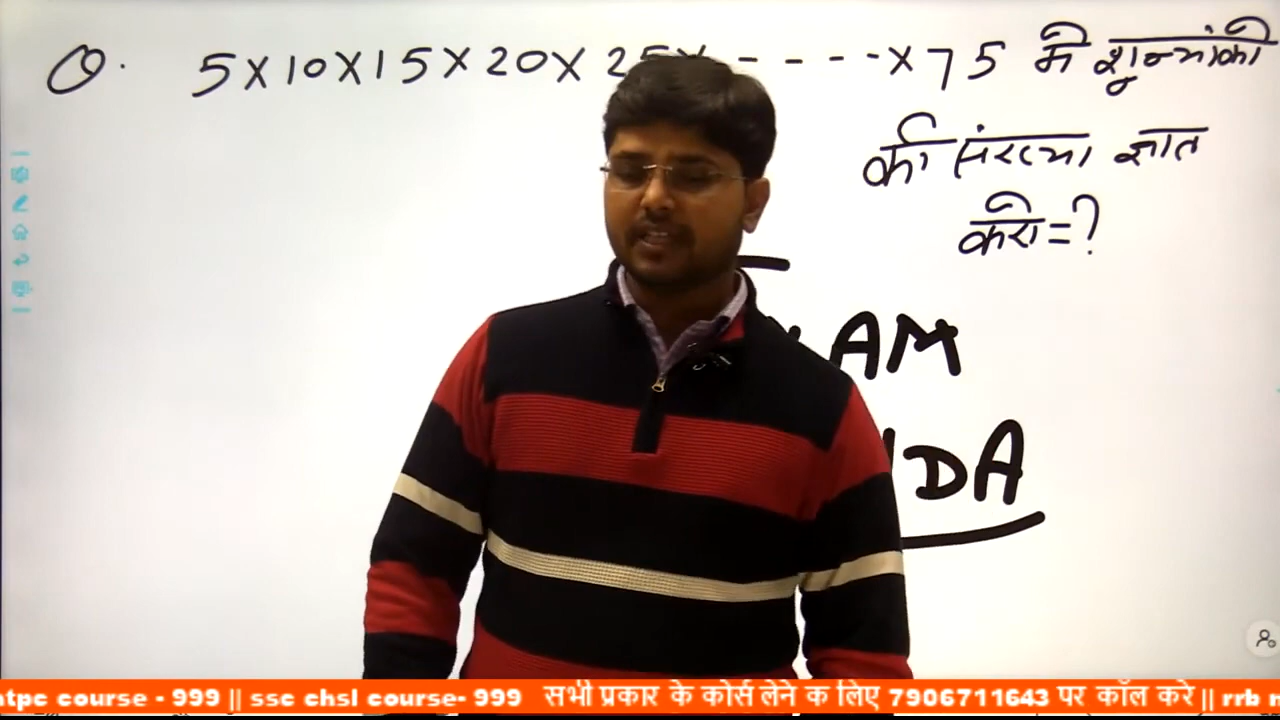 Q. 5×10×15×20×25×-----×75 में शून्यांको
की संख्या ज्ञात
करो=?
AM
DA
ntpc course - 999 || ssc chsl course- 999 सभी प्रकार के कोर्स लेने क लिए 7906711643 पर कॉल करे || rrb